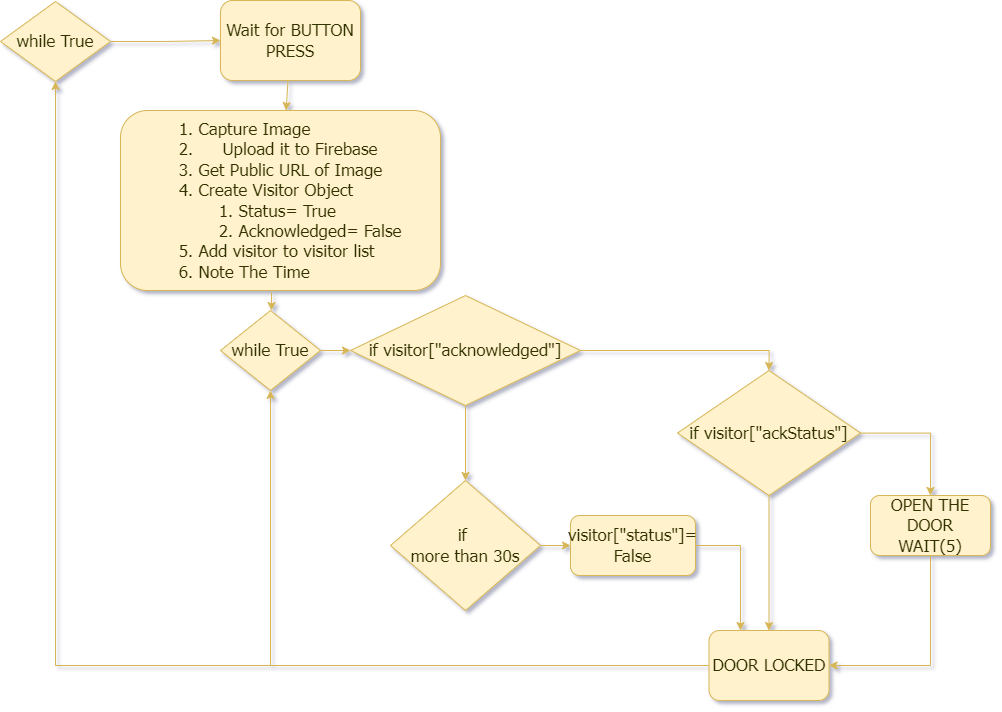 while True
Wait for BUTTON
PRESS
1. Capture Image
2. Upload it to Firebase
3. Get Public URL of Image
4. Create Visitor Object
1. Status= True
2. Acknowledged= False
5. Add visitor to visitor list
6. Note The Time
while True
if visitor["acknowledged"]
if visitor["ackStatus"]
OPEN THE
DOOR
WAIT(5)
if
more than 30s
visitor["status"]=
False
DOOR LOCKED